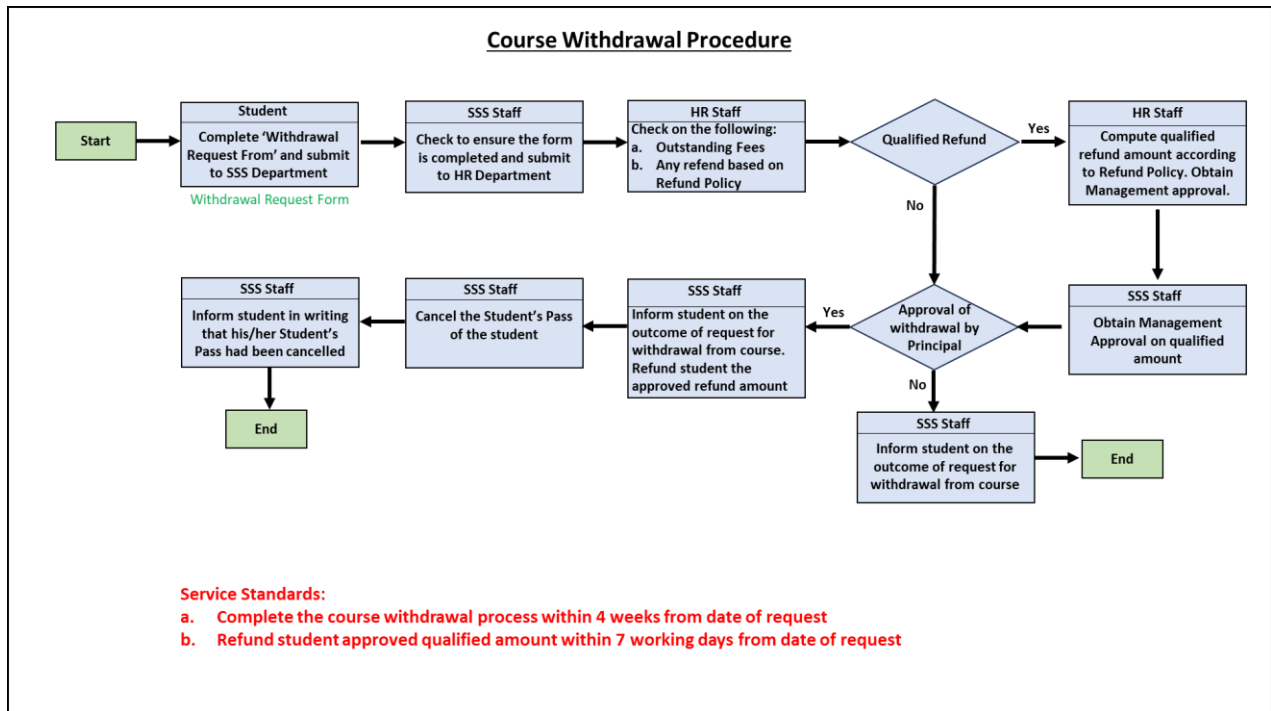 Course Withdrawal Procedure
Start
Student
Complete ‘Withdrawal
Request From’ and submit
to SSS Department
Withdrawal Request Form
SSS Staff
Check to ensure the form
is completed and submit
to HR Department
HR Staff
Check on the following:
a. Outstanding Fees
b. Any refend based on
Refund Policy
Qualified Refund
Yes
No
HR Staff
Compute qualified
refund amount according
to Refund Policy. Obtain
Management approval.
SSS Staff
Obtain Management
Approval on qualified
amount
Approval of
withdrawal by
Principal
Yes
No
SSS Staff
Inform student on the
outcome of request for
withdrawal from course.
Refund student the
approved refund amount
SSS Staff
Cancel the Student’s Pass
of the student
SSS Staff
Inform student in writing
that his/her Student’s
Pass had been cancelled
End
SSS Staff
Inform student on the
outcome of request for
withdrawal from course
End
Service Standards:
a. Complete the course withdrawal process within 4 weeks from date of request
b. Refund student approved qualified amount within 7 working days from date of request